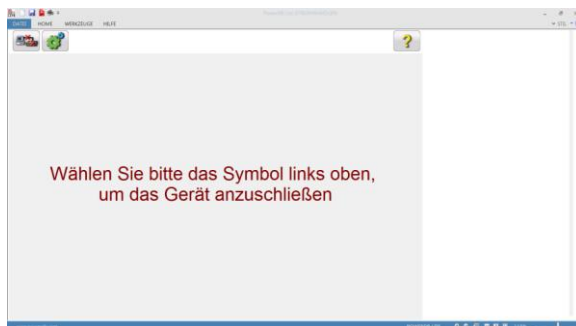 DATEI HOME WERKZEUGE HILFE
?
Wählen Sie bitte das Symbol links oben,
um das Gerät anzuschließen